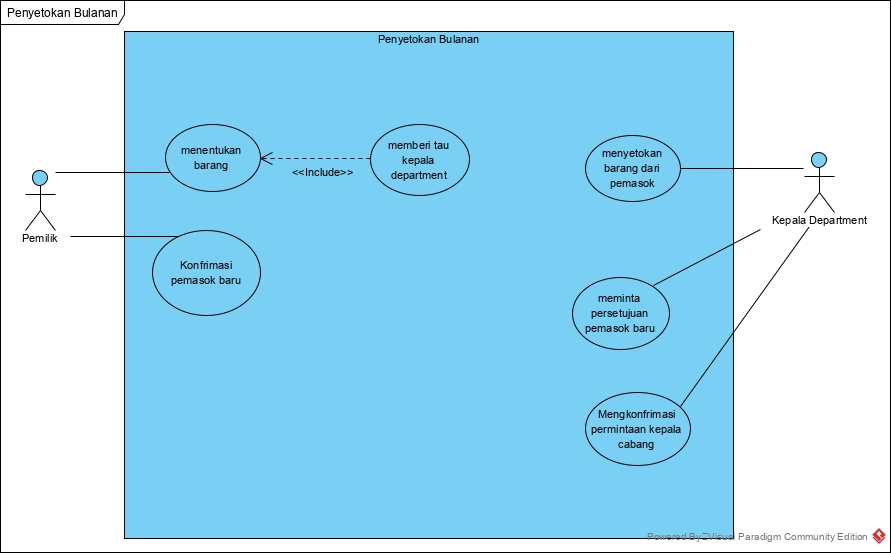 Penyetokan Bulanan
Penyetokan Bulanan
menentukan
barang
memberi tau
kepala
department
<<Include>>
menyetokan
barang dari
pemasok
Pemilik
Kepala Department
Konfrimasi
pemasok baru
meminta
persetujuan
pemasok baru
Mengkonfrimasi
permintaan kepala
cabang
Powered By Visual Paradigm Community Edition